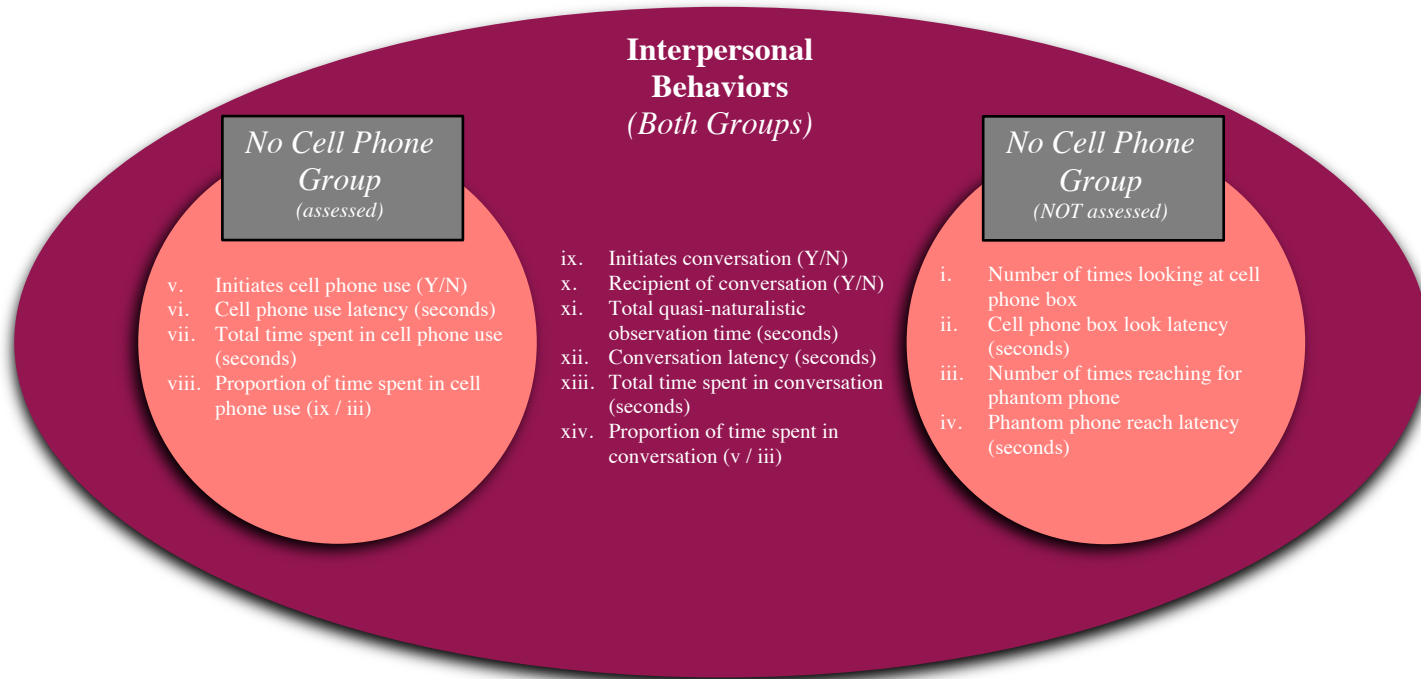 Interpersonal
Behaviors
(Both Groups)
No Cell Phone
Group
(assessed)
v. Initiates cell phone use (Y/N)
vi. Cell phone use latency (seconds)
vii. Total time spent in cell phone use
(seconds)
viii. Proportion of time spent in cell
phone use (ix / iii)
ix. Initiates conversation (Y/N)
x. Recipient of conversation (Y/N)
xi. Total quasi-naturalistic
observation time (seconds)
xii. Conversation latency (seconds)
xiii. Total time spent in conversation
(seconds)
xiv. Proportion of time spent in
conversation (v / iii)
No Cell Phone
Group
(NOT assessed)
i. Number of times looking at cell
phone box
ii. Cell phone box look latency
(seconds)
iii. Number of times reaching for
phantom phone
iv. Phantom phone reach latency
(seconds)